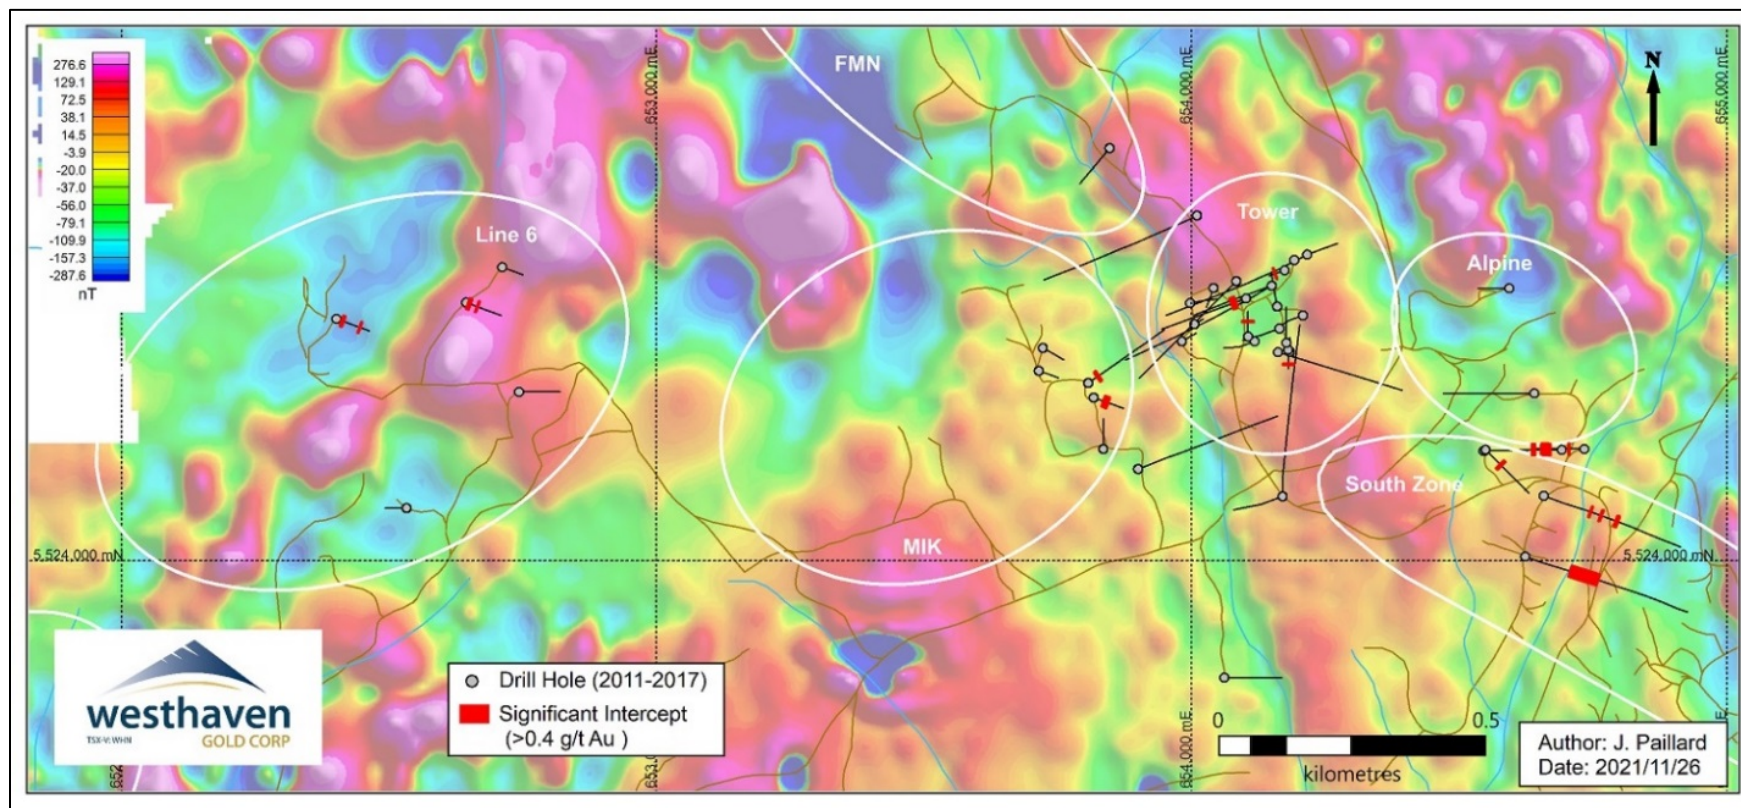 276.6
129.1
72.5
38.1
14.5
-3.9
-20.0
-37.0
-56.0
-79.1
-109.9
-157.3
-287.6
nT
FMN
653,000 mE
654,000 mE
655,000 mE
N
Line 6
Tower
Alpine
South Zone
MIK
5,524,000 mN
5,524,000 mN
westhaven
TSX-V: WHN
GOLD CORP
Drill Hole (2011-2017)
Significant Intercept
(>0.4 g/t Au )
654,000 mE
0
0.5
kilometres
Author: J. Paillard
Date: 2021/11/26